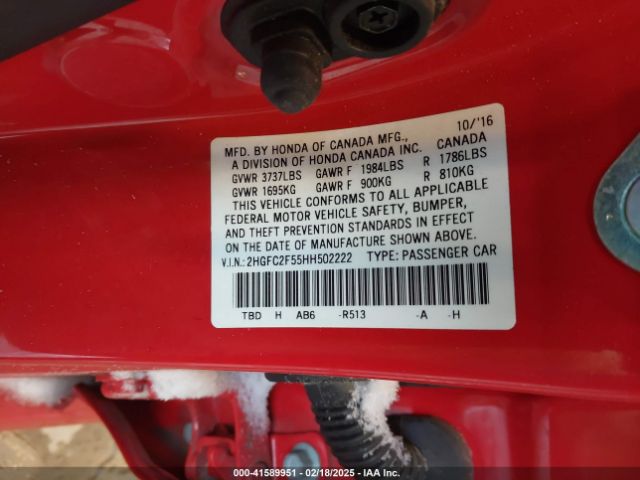 10/'16
MFD. BY HONDA OF CANADA MFG., CANADA
A DIVISION OF HONDA CANADA INC.
GVWR 3737LBS GAWR F 1984LBS R 1786LBS
GVWR 1695KG GAWR F 900KG R 810KG
THIS VEHICLE CONFORMS TO ALL APPLICABLE
FEDERAL MOTOR VEHICLE SAFETY, BUMPER,
AND THEFT PREVENTION STANDARDS IN EFFECT
ON THE DATE OF MANUFACTURE SHOWN ABOVE.
V.I.N.: 2HGFC2F55HH502222 TYPE: PASSENGER CAR
TBD H AB6 -R513 -A -H
000-41589951 — 02/18/2025 — IAA Inc.